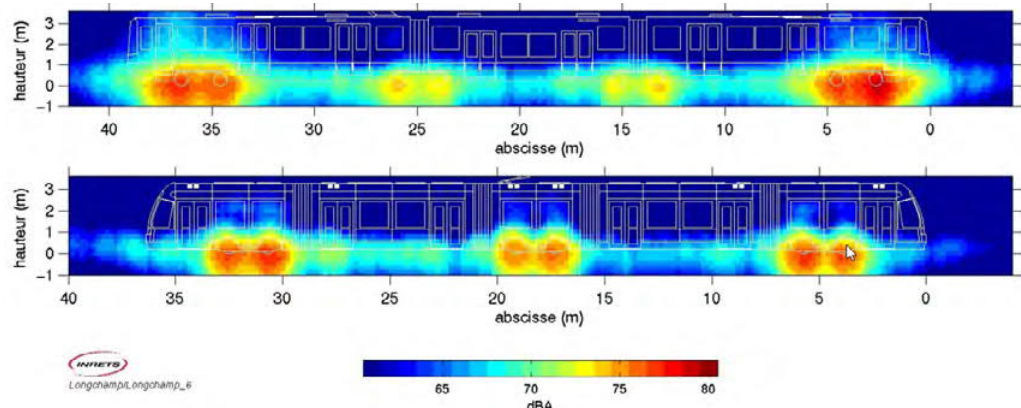 hauteur (m)
3
2
1
0
−1
40 35 30 25 20 15 10 5 0
abscisse (m)
hauteur (m)
3
2
1
0
−1
40 35 30 25 20 15 10 5 0
abscisse (m)
INRETS
Longchamp/Longchamp_6
65 70 75 80
dBA